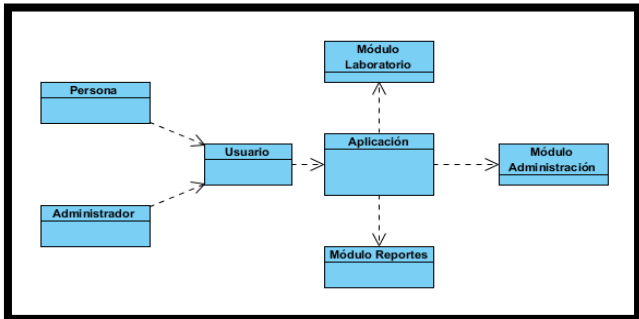 Módulo
Laboratorio
Persona
Usuario
Aplicación
Módulo
Administración
Administrador
Módulo Reportes